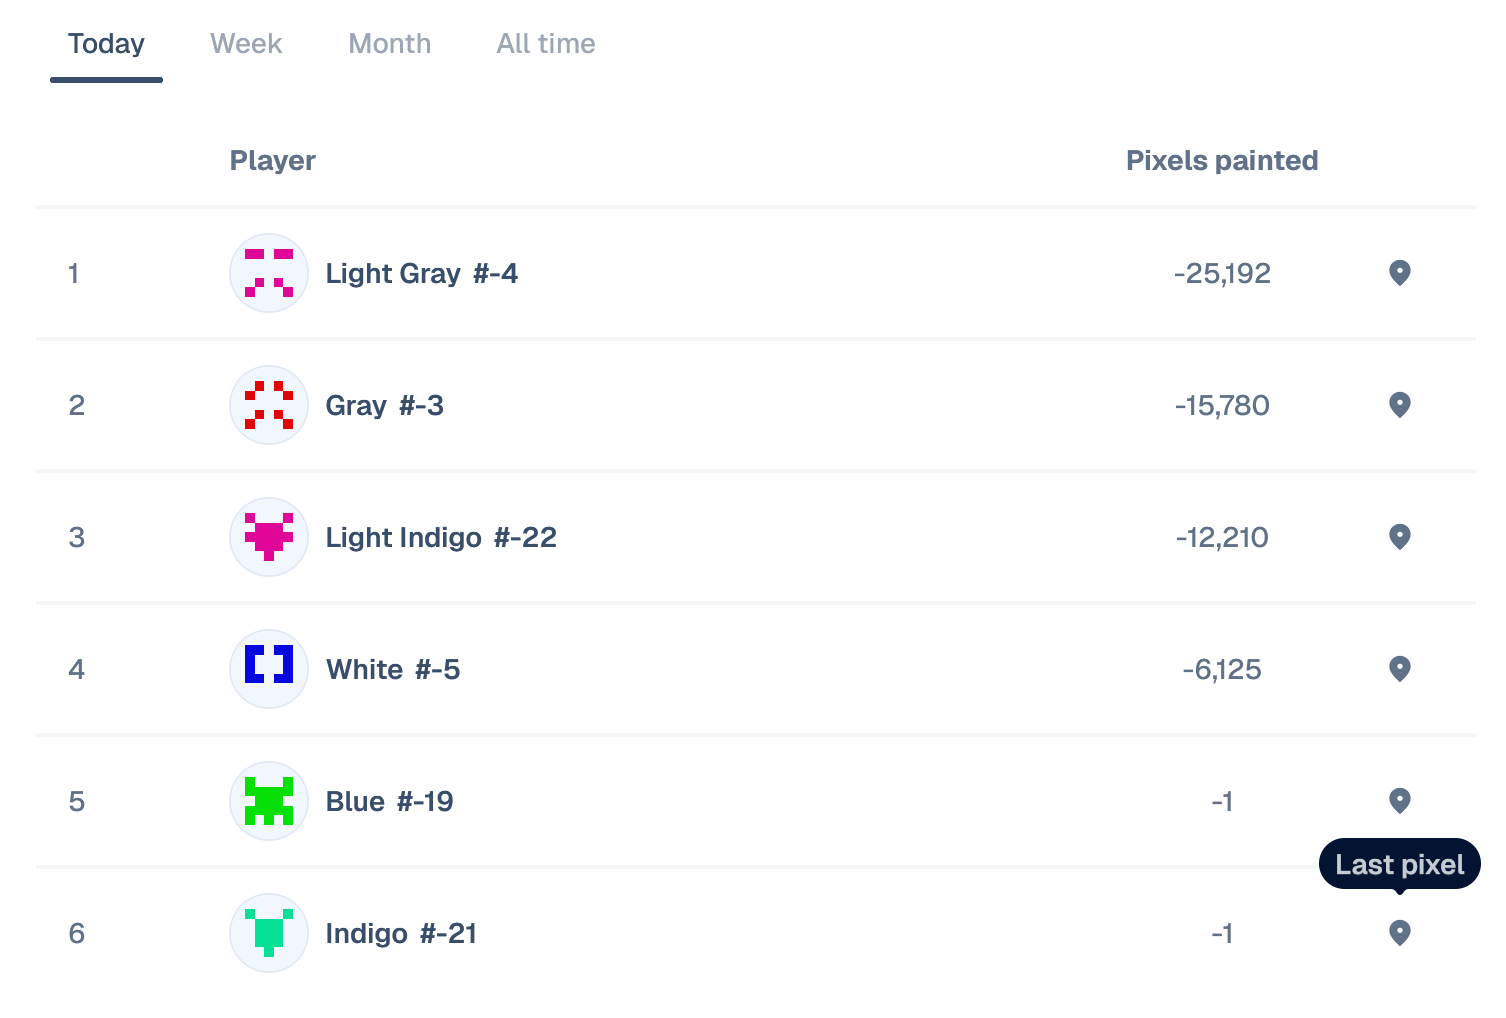 Today Week Month All time
Player Pixels painted
1 Light Gray #-4 -25,192
2 Gray #-3 -15,780
3 Light Indigo #-22 -12,210
4 White #-5 -6,125
5 Blue #-19 -1
Last pixel
6 Indigo #-21 -1